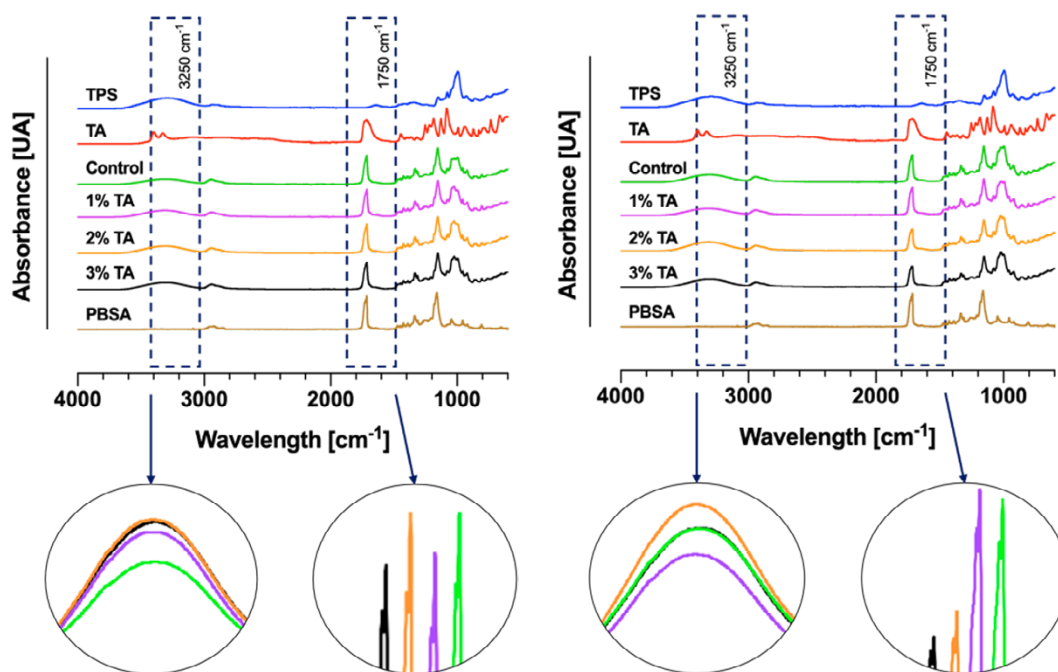 3250 cm-1
1750 cm-1
TPS
TA
Control
1% TA
2% TA
3% TA
PBSA
Absorbance [UA]
4000
3000
2000
1000
Wavelength [cm-1]
3250 cm-1
1750 cm-1
TPS
TA
Control
1% TA
2% TA
3% TA
PBSA
Absorbance [UA]
4000
3000
2000
1000
Wavelength [cm-1]